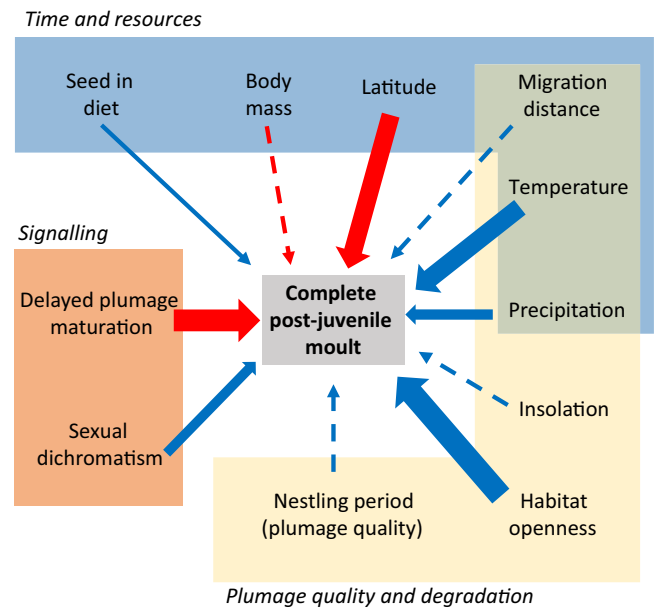 Time and resources
Seed in
diet
Body
mass
Latitude
Migration
distance
Temperature
Signalling
Delayed plumage
maturation
Complete
post-juvenile
moult
Precipitation
Insolation
Sexual
dichromatism
Nestling period
(plumage quality)
Habitat
openness
Plumage quality and degradation